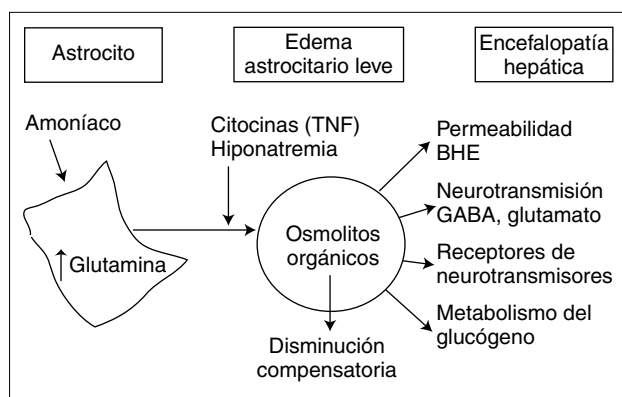 Astrocito
Edema
astrocitario leve
Encefalopatía
hepática
Amoníaco
↑ Glutamina
Citocinas (TNF)
Hiponatremia
Osmolitos
orgánicos
Disminución
compensatoria
Permeabilidad
BHE
Neurotransmisión
GABA, glutamato
Receptores de
neurotransmisores
Metabolismo del
glucógeno